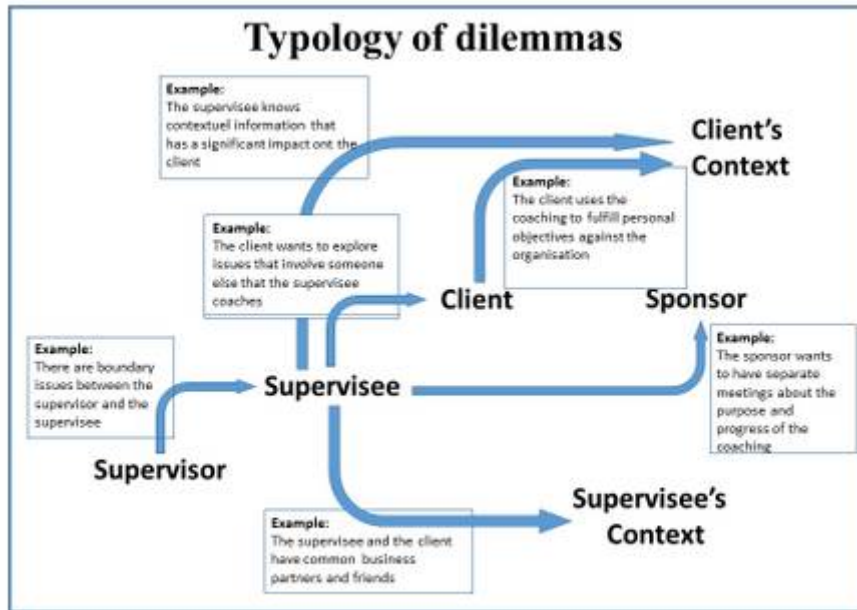 Typology of dilemmas
Example:
The supervisee knows
contextuel information that
has a significant impact ont the
client
Client's
Context
Example:
The client uses the
coaching to fulfill personal
objectives against the
organisation
Example:
The client wants to explore
issues that involve someone
else that the supervisee
coaches
Client
Sponsor
Example:
There are boundary
issues between the
supervisor and the
supervisee
Supervisee
Example:
The sponsor wants
to have separate
meetings about the
purpose and
progress of the
coaching
Supervisor
Supervisee's
Context
Example:
The supervisee and the client
have common business
partners and friends